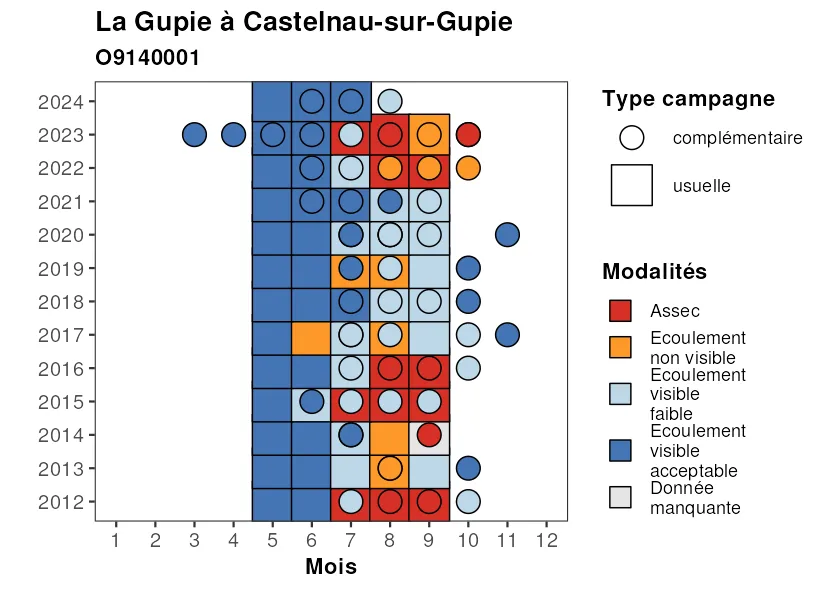 La Gupie à Castelnau-sur-Gupie
O9140001
2024
2023
2022
2021
2020
2019
2018
2017
2016
2015
2014
2013
2012
1 2 3 4 5 6 7 8 9 10 11 12
Mois
Type campagne
complémentaire
usuelle
Modalités
Assec
Ecoulement
non visible
Ecoulement
visible
faible
Ecoulement
visible
acceptable
Donnée
manquante